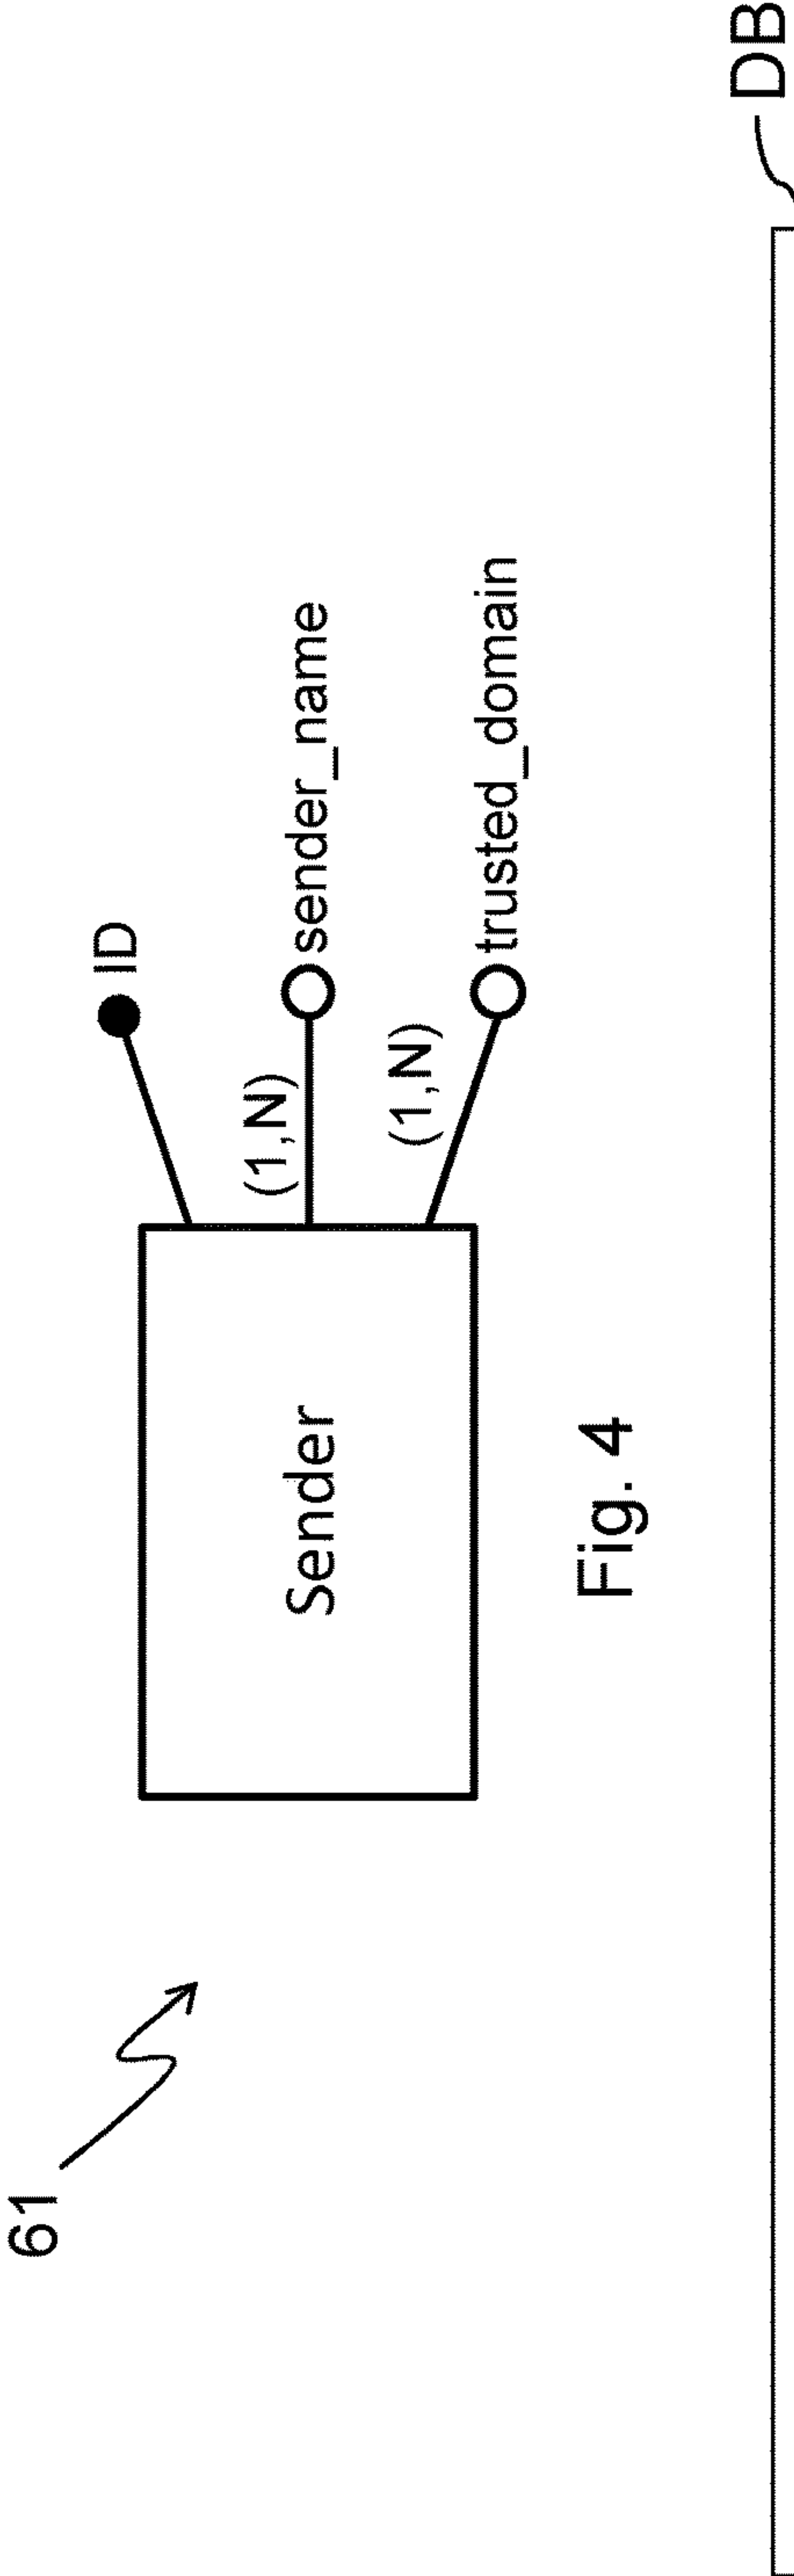 61
ID
(1,N)
sender_name
Sender
(1,N)
trusted_domain
Fig. 4
DB